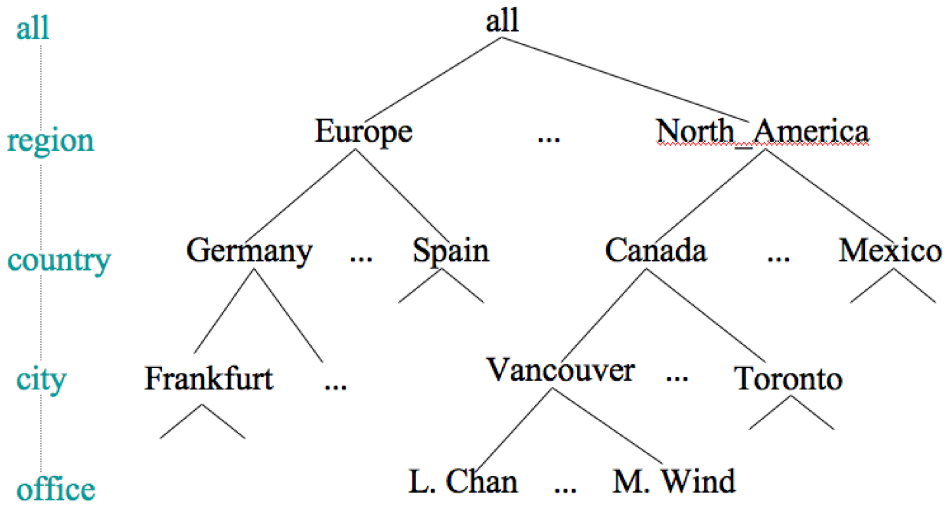 all all
region Europe ... North_America
country Germany ... Spain Canada ... Mexico
city Frankfurt ... Vancouver ... Toronto
office L. Chan ... M. Wind